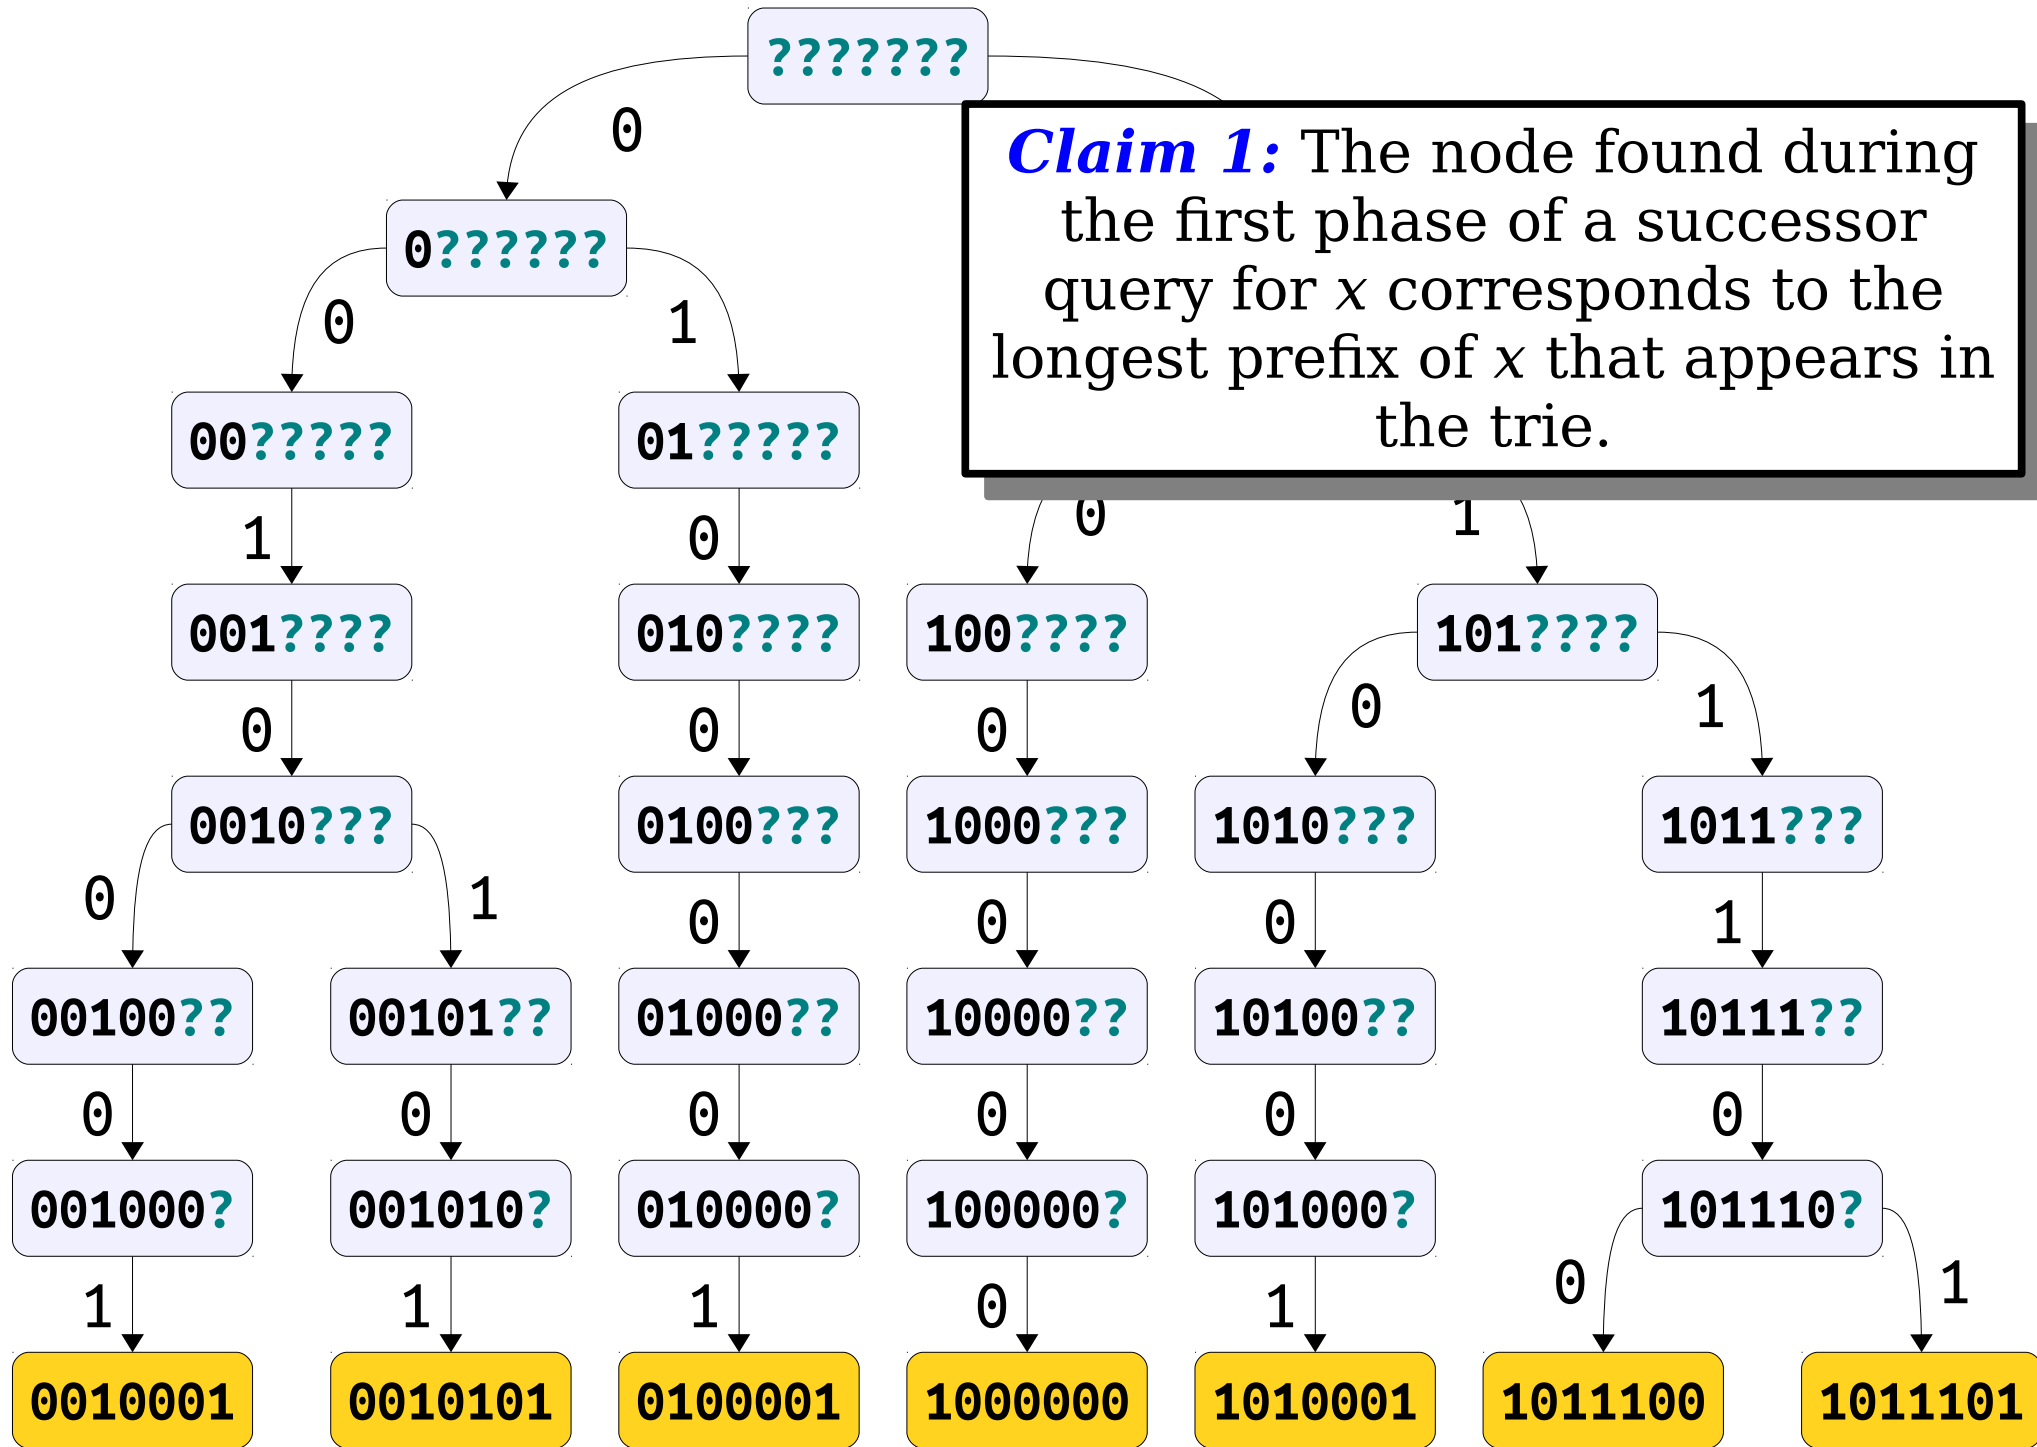 ???????
Claim 1: The node found during
the first phase of a successor
query for x corresponds to the
longest prefix of x that appears in
the trie.
0
0??????
0 1
00????? 01?????
1 0 0 1
001???? 010???? 100???? 101????
0 0 0 0 1
0010??? 0100??? 1000??? 1010??? 1011???
0 1 0 0 0 1
00100?? 00101?? 01000?? 10000?? 10100?? 10111??
0 0 0 0 0 0
001000? 001010? 010000? 100000? 101000? 101110?
1 1 1 0 1 0 1
0010001 0010101 0100001 1000000 1010001 1011100 1011101